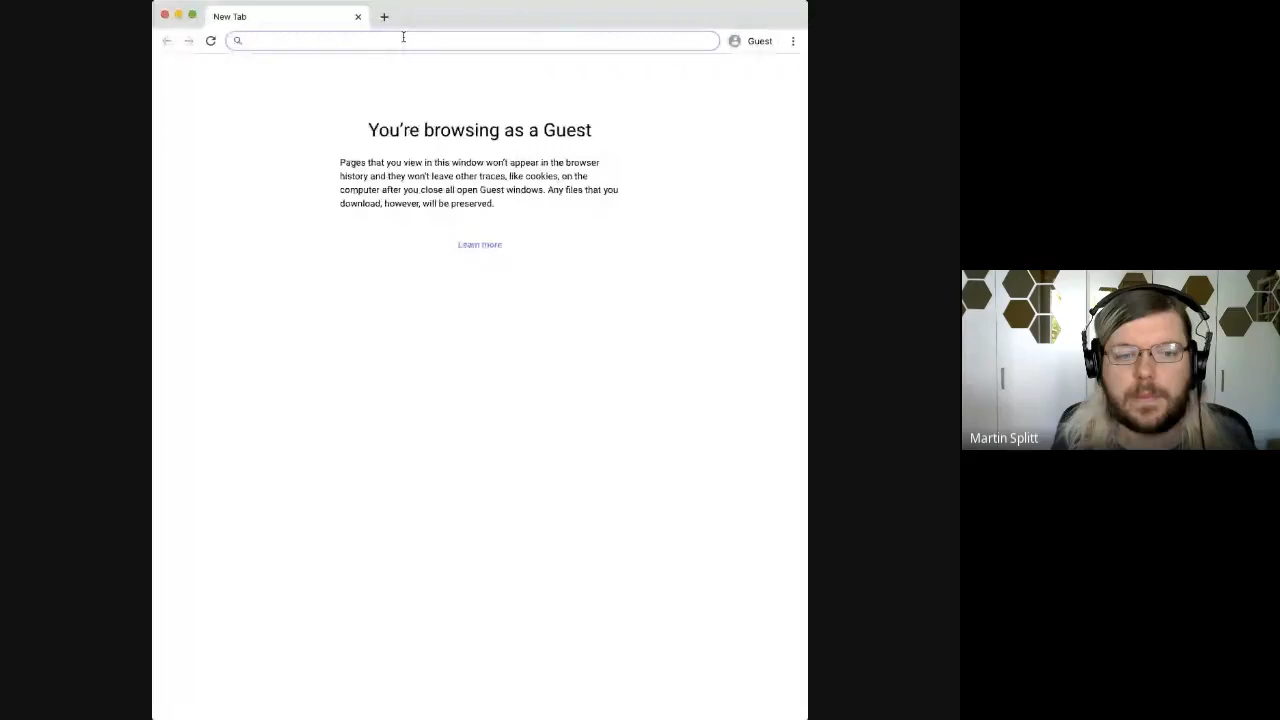 New Tab
Guest
You're browsing as a Guest
Pages that you view in this window won't appear in the browser
history and they won't leave other traces, like cookies, on the
computer after you close all open Guest windows. Any files that you
download, however, will be preserved.
Learn more
Martin Splitt